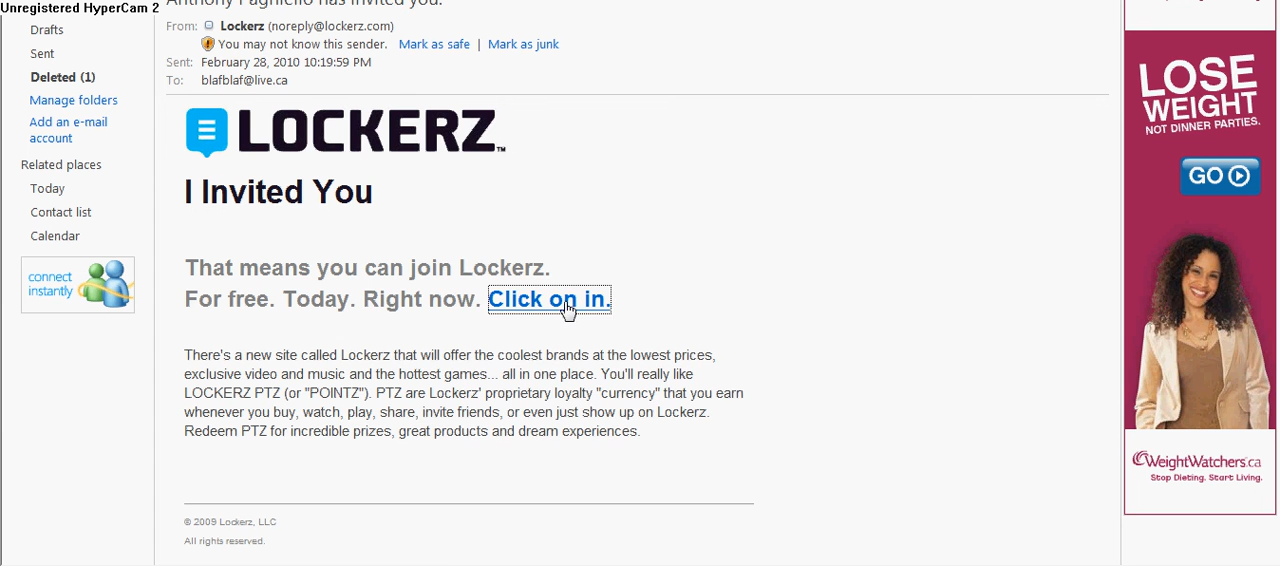 Unregistered HyperCam 2
Anthony Pagniello has invited you.
From: Lockerz (noreply@lockerz.com)
You may not know this sender. Mark as safe | Mark as junk
Sent: February 28, 2010 10:19:59 PM
To: blafblaf@live.ca
Drafts
Sent
Deleted (1)
Manage folders
Add an e-mail
account
Related places
Today
Contact list
Calendar
connect
instantly
LOCKERZ™
I Invited You
That means you can join Lockerz.
For free. Today. Right now. Click on in.
There's a new site called Lockerz that will offer the coolest brands at the lowest prices,
exclusive video and music and the hottest games... all in one place. You'll really like
LOCKERZ PTZ (or "POINTZ"). PTZ are Lockerz' proprietary loyalty "currency" that you earn
whenever you buy, watch, play, share, invite friends, or even just show up on Lockerz.
Redeem PTZ for incredible prizes, great products and dream experiences.
© 2009 Lockerz, LLC
All rights reserved.
LOSE
WEIGHT
NOT DINNER PARTIES.
GO
WeightWatchers.ca
Stop Dieting. Start Living.